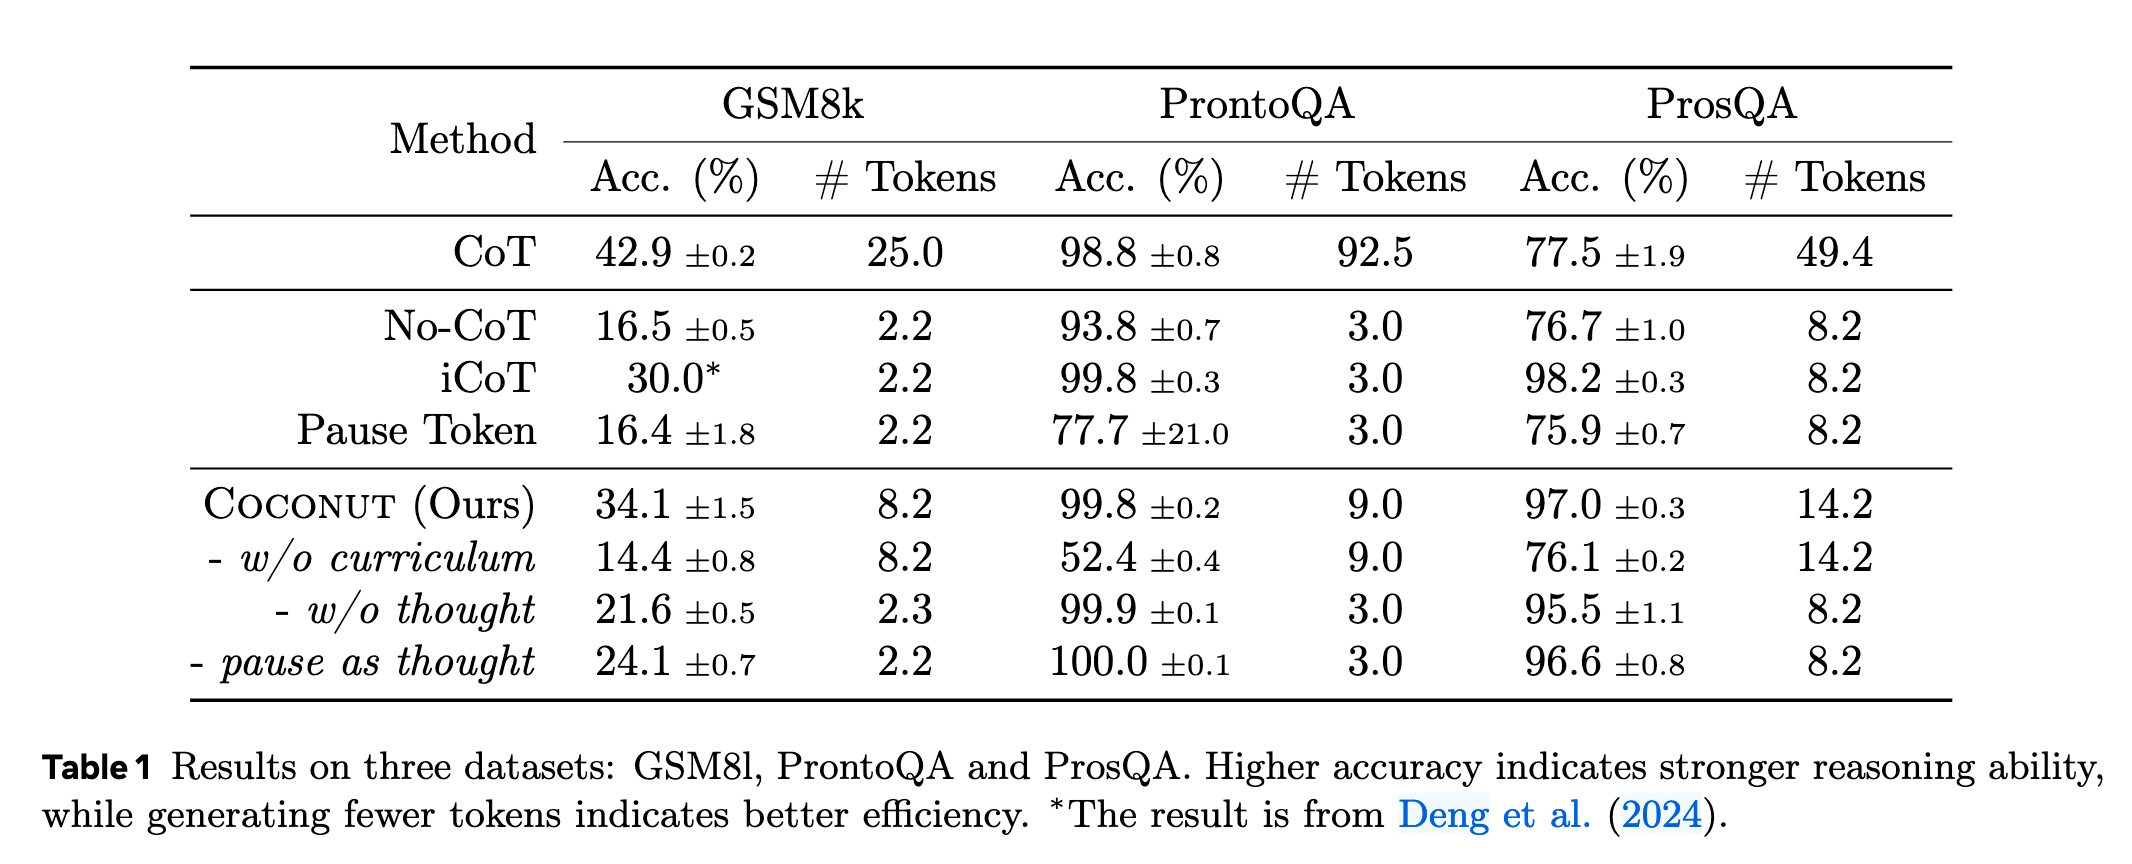 GSM8k ProntoQA ProsQA
Method
Acc. (%) # Tokens Acc. (%) # Tokens Acc. (%) # Tokens
CoT 42.9 ±0.2 25.0 98.8 ±0.8 92.5 77.5 ±1.9 49.4
No-CoT 16.5 ±0.5 2.2 93.8 ±0.7 3.0 76.7 ±1.0 8.2
iCoT 30.0* 2.2 99.8 ±0.3 3.0 98.2 ±0.3 8.2
Pause Token 16.4 ±1.8 2.2 77.7 ±21.0 3.0 75.9 ±0.7 8.2
COCONUT (Ours) 34.1 ±1.5 8.2 99.8 ±0.2 9.0 97.0 ±0.3 14.2
- w/o curriculum 14.4 ±0.8 8.2 52.4 ±0.4 9.0 76.1 ±0.2 14.2
- w/o thought 21.6 ±0.5 2.3 99.9 ±0.1 3.0 95.5 ±1.1 8.2
- pause as thought 24.1 ±0.7 2.2 100.0 ±0.1 3.0 96.6 ±0.8 8.2
Table 1 Results on three datasets: GSM8l, ProntoQA and ProsQA. Higher accuracy indicates stronger reasoning ability,
while generating fewer tokens indicates better efficiency. *The result is from Deng et al. (2024).